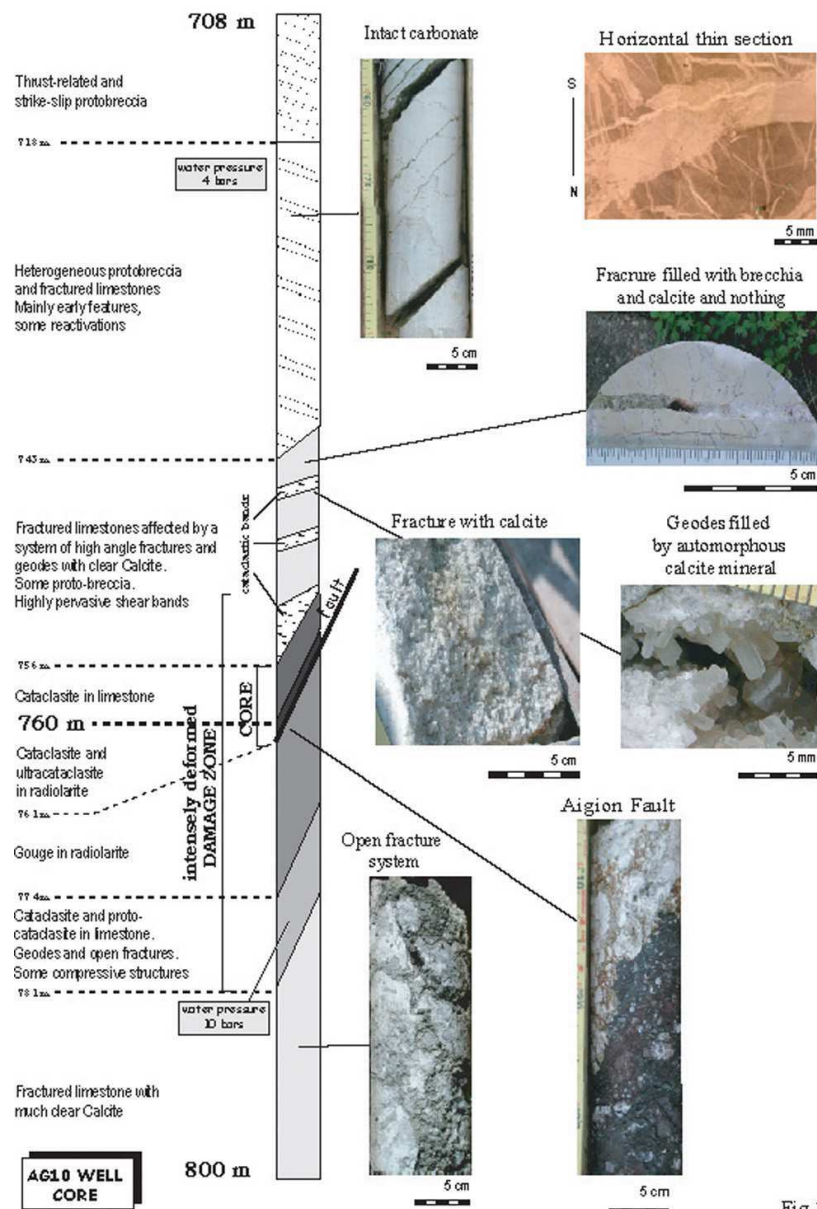 708 m
Thrust-related and
strike-slip protobreccia
718m
water pressure
4 bars
Heterogeneous protobreccia
and fractured limestones
Mainly early features,
some reactivations
743m
Fractured limestones affected by a
system of high angle fractures and
geodes with clear Calcite.
Some proto-breccia.
Highly pervasive shear bands
cataclastic bands
fault
756m
Cataclasite in limestone
760 m
CORE
intensely deformed
DAMAGE ZONE
Cataclasite and
ultracataclasite
in radiolarite
761m
Gouge in radiolarite
774m
Cataclasite and proto-
cataclasite in limestone.
Geodes and open fractures.
Some compressive structures
781m
water pressure
10 bars
Fractured limestone with
much clear Calcite
800 m
AG10 WELL
CORE
Intact carbonate
5 cm
Horizontal thin section
S
N
5 mm
Fracrure filled with brecchia
and calcite and nothing
5 cm
Fracture with calcite
5 cm
Geodes filled
by automorphous
calcite mineral
5 mm
Open fracture
system
5 cm
Aigion Fault
5 cm